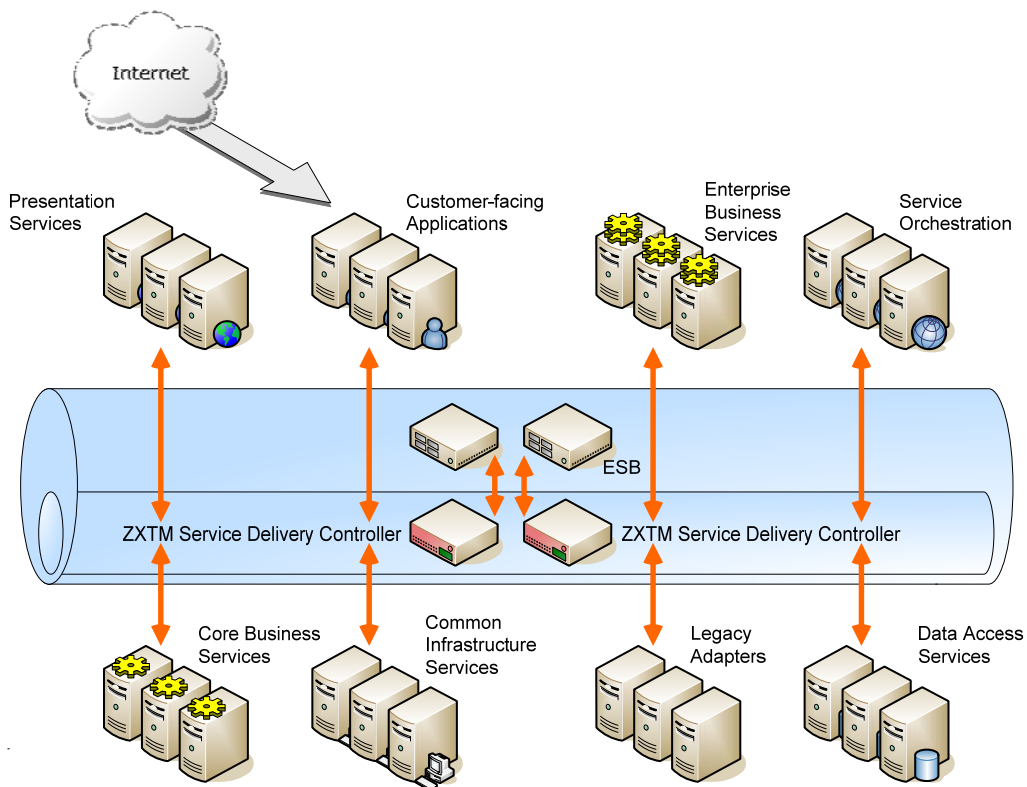 Internet
Presentation
Services
Customer-facing
Applications
Enterprise
Business
Services
Service
Orchestration
ESB
ZXTM Service Delivery Controller
ZXTM Service Delivery Controller
Core Business
Services
Common
Infrastructure
Services
Legacy
Adapters
Data Access
Services